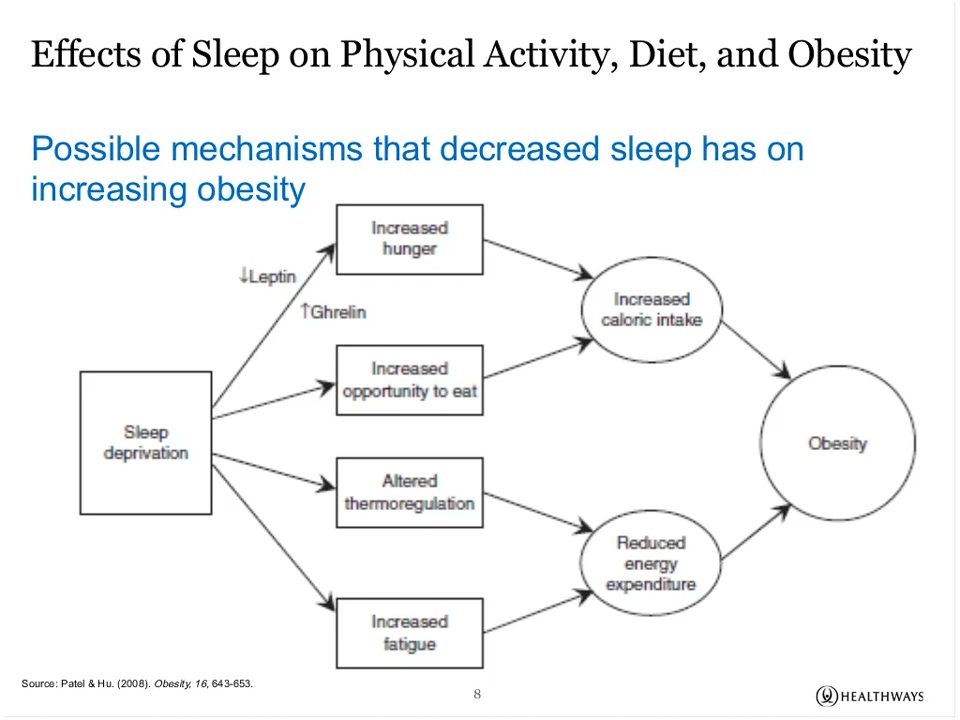 Effects of Sleep on Physical Activity, Diet, and Obesity
Possible mechanisms that decreased sleep has on
increasing obesity
Increased
hunger
↓Leptin
↑Ghrelin
Increased
caloric intake
Increased
opportunity to eat
Sleep
deprivation
Obesity
Altered
thermoregulation
Reduced
energy
expenditure
Increased
fatigue
Source: Patel & Hu. (2008). Obesity, 16, 643-653.
8
HEALTHWAYS